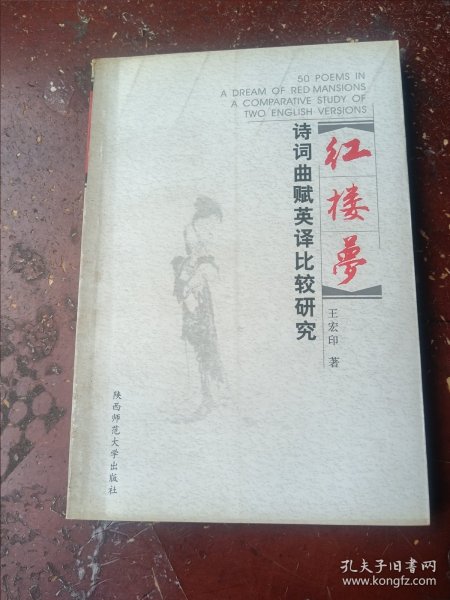 50 POEMS IN
A DREAM OF RED MANSIONS
A COMPARATIVE STUDY OF
TWO ENGLISH VERSIONS
红楼夢
诗词曲赋英译比较研究
王宏印 著
陕西师范大学出版社
孔夫子旧书网
www.kongfz.com